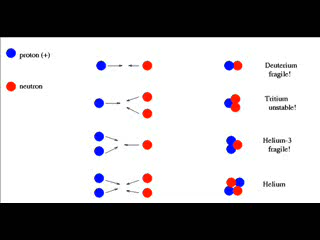 proton (+)
neutron
Deuterium
fragile!
Tritium
unstable!
Helium-3
fragile!
Helium